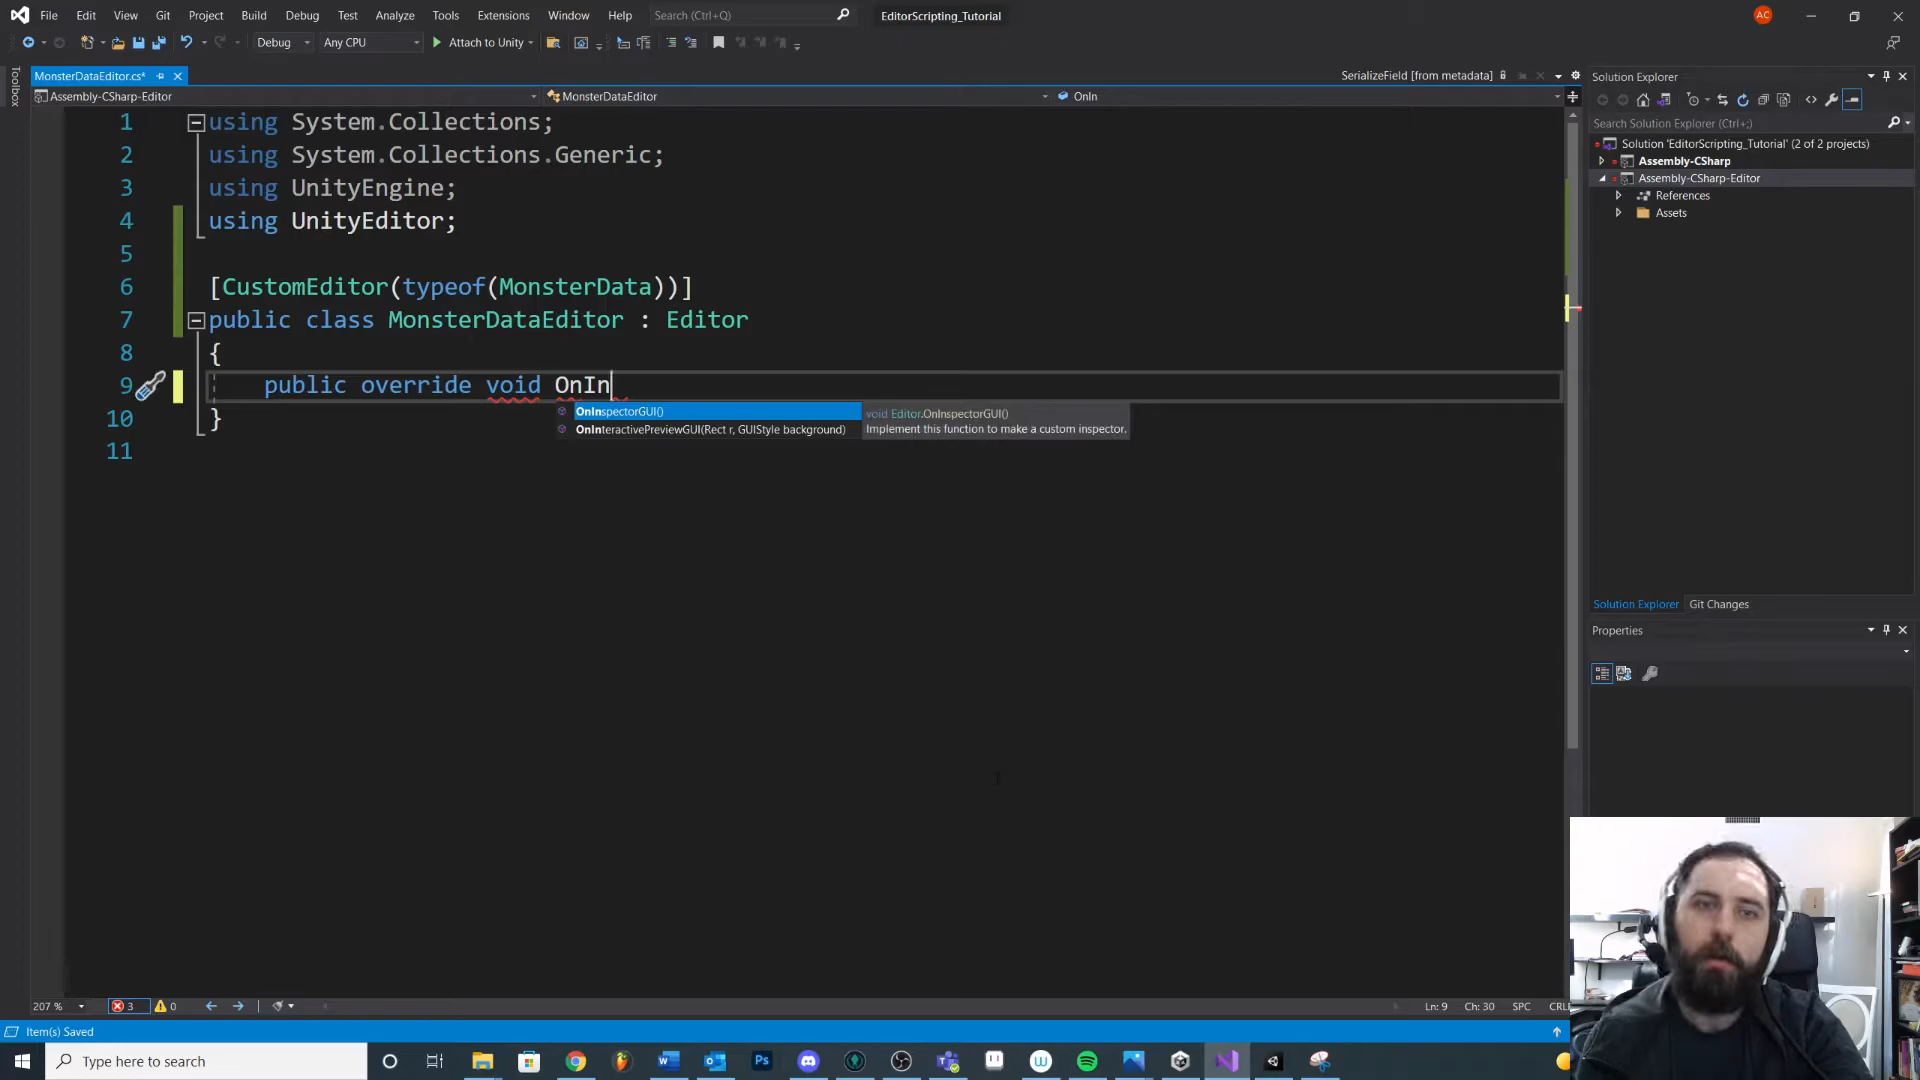 File Edit View Git Project Build Debug Test Analyze Tools Extensions Window Help Search (Ctrl+Q) EditorScripting_Tutorial AC
Debug Any CPU Attach to Unity
MonsterDataEditor.cs* SerializeField [from metadata]
Assembly-CSharp-Editor MonsterDataEditor OnIn
Toolbox
1 using System.Collections;
2 using System.Collections.Generic;
3 using UnityEngine;
4 using UnityEditor;
5
6 [CustomEditor(typeof(MonsterData))]
7 public class MonsterDataEditor : Editor
8 {
9 public override void OnIn
10 }
11
OnInspectorGUI()
OnInteractivePreviewGUI(Rect r, GUIStyle background)
void Editor.OnInspectorGUI()
Implement this function to make a custom inspector.
Solution Explorer
Search Solution Explorer (Ctrl+;)
Solution 'EditorScripting_Tutorial' (2 of 2 projects)
Assembly-CSharp
Assembly-CSharp-Editor
References
Assets
Solution Explorer Git Changes
Properties
207 % 3 0 Ln: 9 Ch: 30 SPC CRL
Item(s) Saved
Type here to search